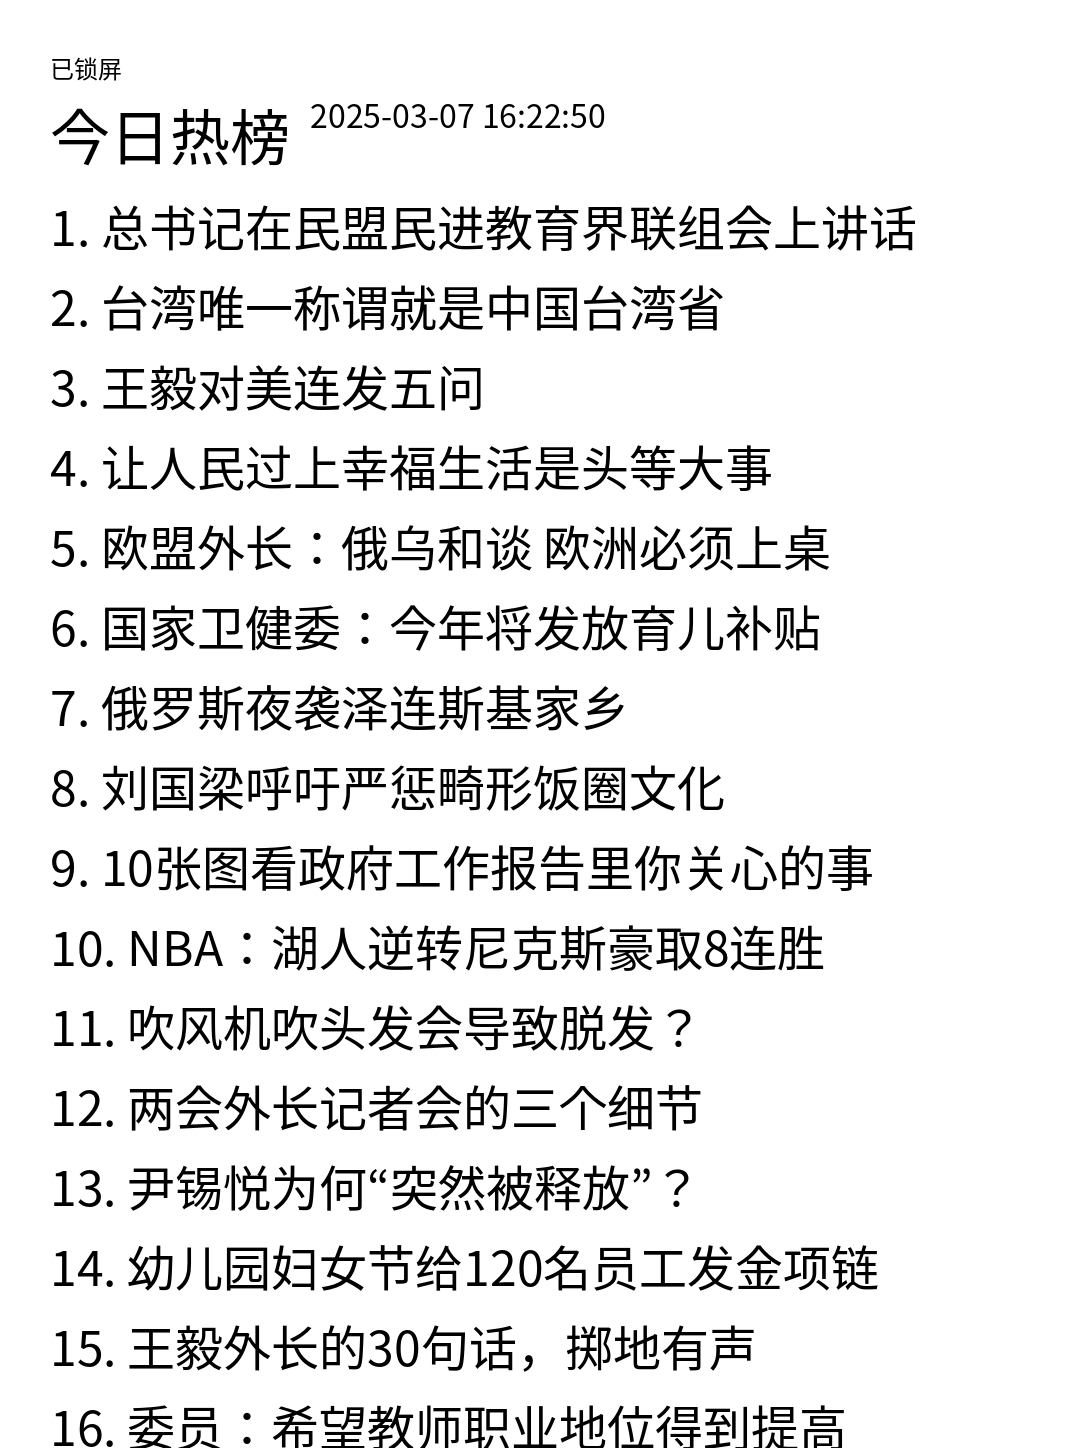 已锁屏
今日热榜 2025-03-07 16:22:50
1. 总书记在民盟民进教育界联组会上讲话
2. 台湾唯一称谓就是中国台湾省
3. 王毅对美连发五问
4. 让人民过上幸福生活是头等大事
5. 欧盟外长：俄乌和谈 欧洲必须上桌
6. 国家卫健委：今年将发放育儿补贴
7. 俄罗斯夜袭泽连斯基家乡
8. 刘国梁呼吁严惩畸形饭圈文化
9. 10张图看政府工作报告里你关心的事
10. NBA：湖人逆转尼克斯豪取8连胜
11. 吹风机吹头发会导致脱发？
12. 两会外长记者会的三个细节
13. 尹锡悦为何“突然被释放”？
14. 幼儿园妇女节给120名员工发金项链
15. 王毅外长的30句话，掷地有声
16. 委员：希望教师职业地位得到提高